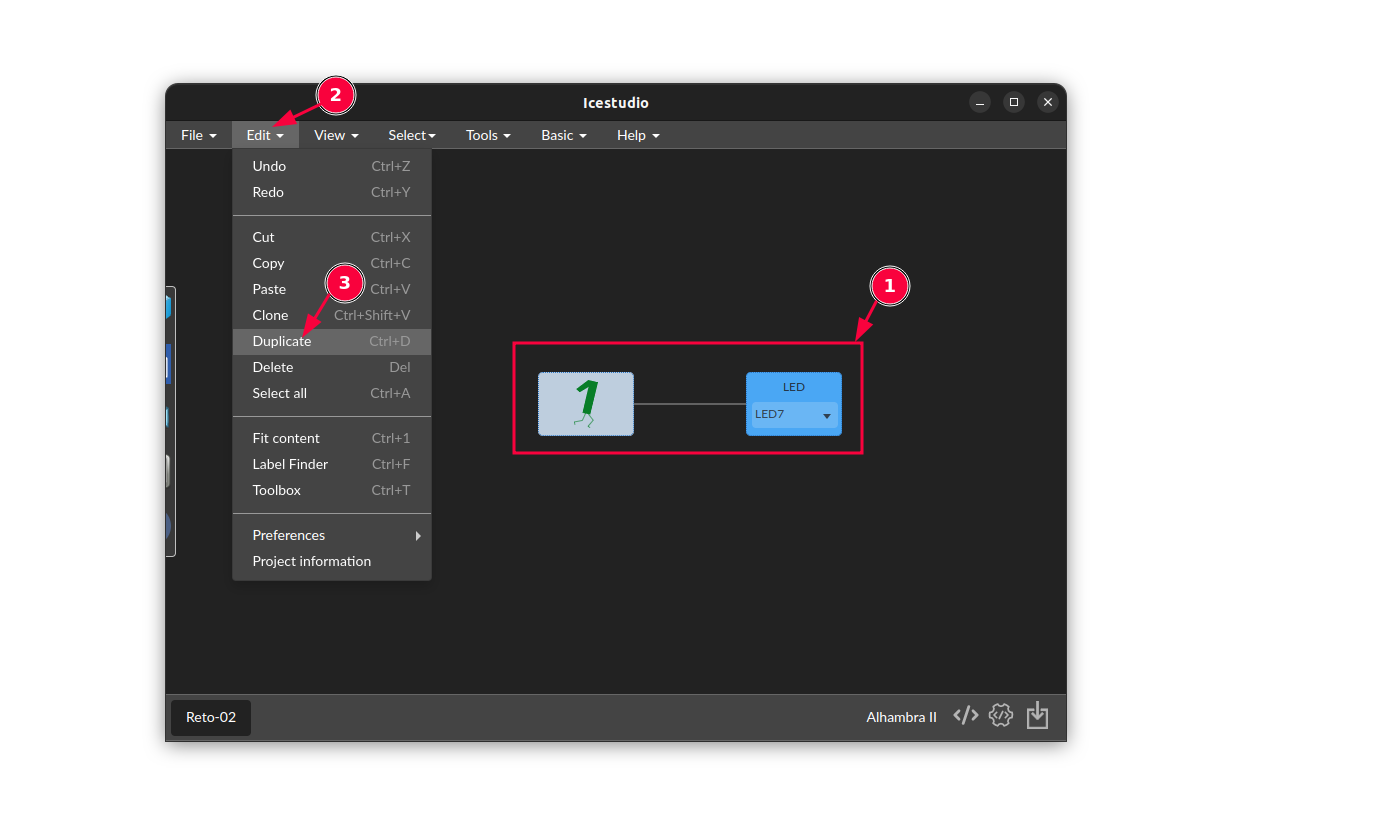 Icestudio
2
File Edit View Select Tools Basic Help
Undo Ctrl+Z
Redo Ctrl+Y
Cut Ctrl+X
Copy Ctrl+C
Paste Ctrl+V
3
1
Clone Ctrl+Shift+V
Duplicate Ctrl+D
Delete Del
Select all Ctrl+A
1
LED
LED7
Fit content Ctrl+1
Label Finder Ctrl+F
Toolbox Ctrl+T
Preferences
Project information
Reto-02
Alhambra II </> </>